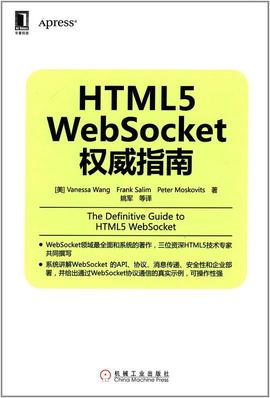 华章科技
Apress®
HTML5
WebSocket
权威指南
[美] Vanessa Wang Frank Salim Peter Moskovits 著
姚军 等译
The Definitive Guide to
HTML5 WebSocket
WebSocket领域最全面和系统的著作，三位资深HTML5技术专家
共同撰写
系统讲解WebSocket 的API、协议、消息传递、安全性和企业部
署，并给出通过WebSocket协议通信的真实示例，可操作性强
机械工业出版社
China Machine Press